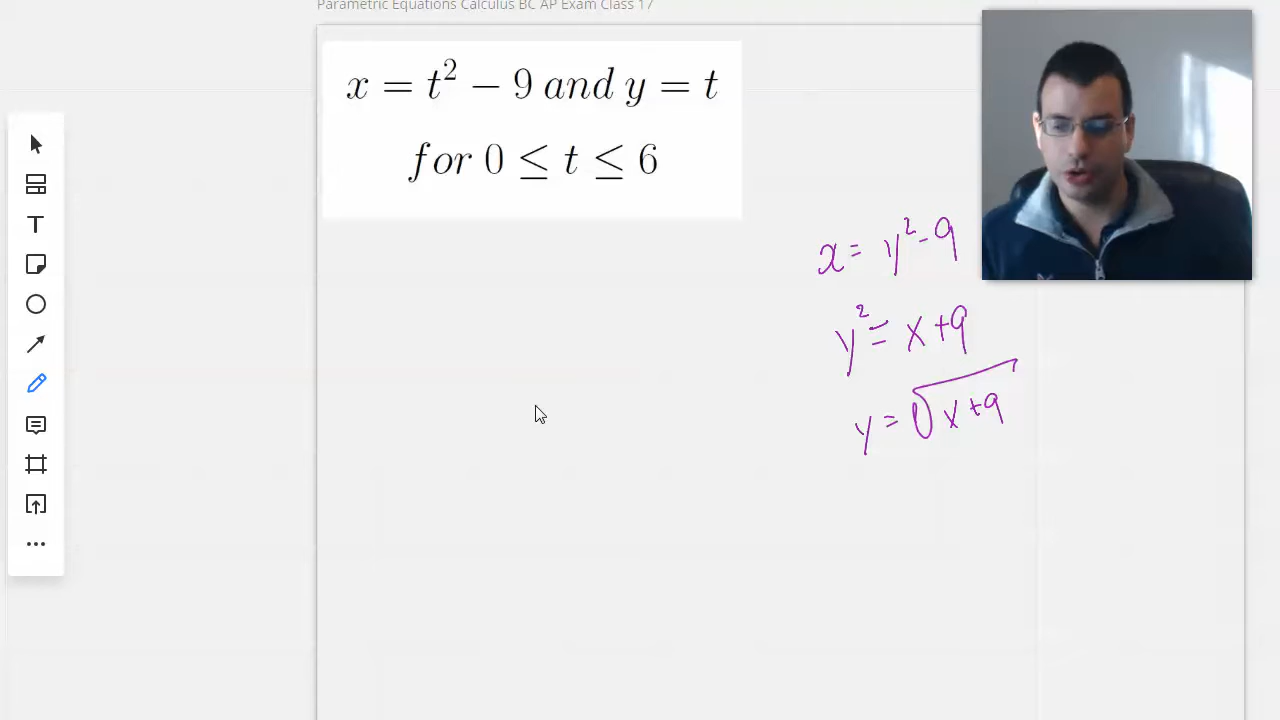 Parametric Equations Calculus BC AP Exam Class 17
x = t² − 9 and y = t
for 0 ≤ t ≤ 6
x = y² - 9
y² = x + 9
y = √x + 9
T